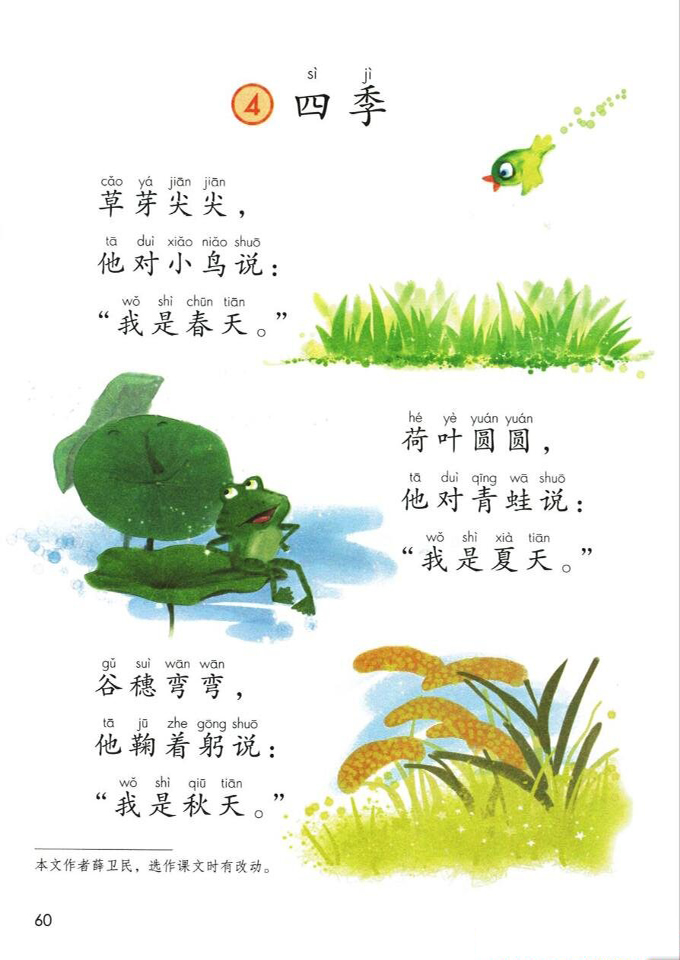 sì jì
4 四季
cǎo yá jiān jiān
草芽尖尖，
tā duì xiǎo niǎo shuō
他对小鸟说：
wǒ shì chūn tiān
“我是春天。”
hé yè yuán yuán
荷叶圆圆，
tā duì qīng wā shuō
他对青蛙说：
wǒ shì xià tiān
“我是夏天。”
gǔ suì wān wān
谷穗弯弯，
tā jū zhe gōng shuō
他鞠着躬说：
wǒ shì qiū tiān
“我是秋天。”
本文作者薛卫民，选作课文时有改动。
60